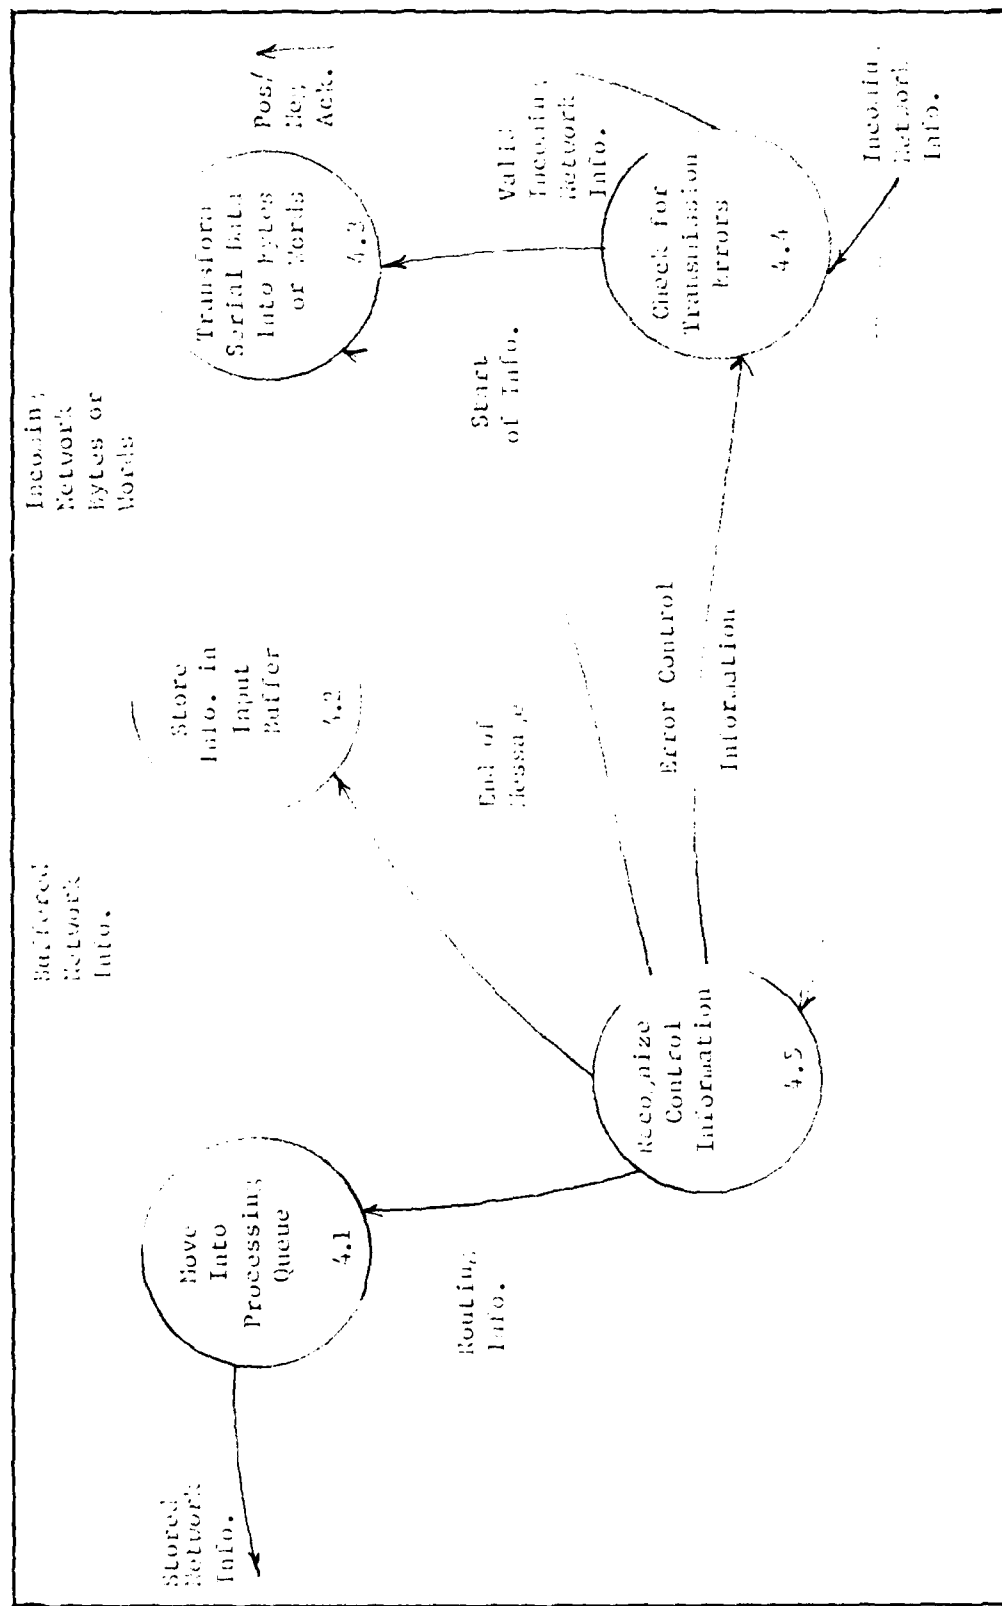 Stored
Network
Info.
Move
Into
Processing
Queue
4.1
Buffered
Network
Info.
Store
Info. in
Input
Buffer
4.2
Incoming
Network
Bytes or
Words
Transform
Serial Data
Into Bytes
or Words
4.3
Pos/
Neg
Ack.
Routing
Info.
End of
Message
Start
of Info.
Valid
Incoming
Network
Info.
Recognize
Control
Information
4.5
Error Control
Information
Check for
Transmission
Errors
4.4
Incoming
Network
Info.